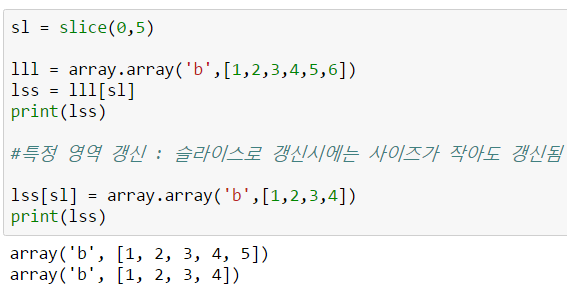 sl = slice(0,5)
lll = array.array('b',[1,2,3,4,5,6])
lss = lll[sl]
print(lss)
#특정 영역 갱신 : 슬라이스로 갱신시에는 사이즈가 작아도 갱신됨
lss[sl] = array.array('b',[1,2,3,4])
print(lss)
array('b', [1, 2, 3, 4, 5])
array('b', [1, 2, 3, 4])